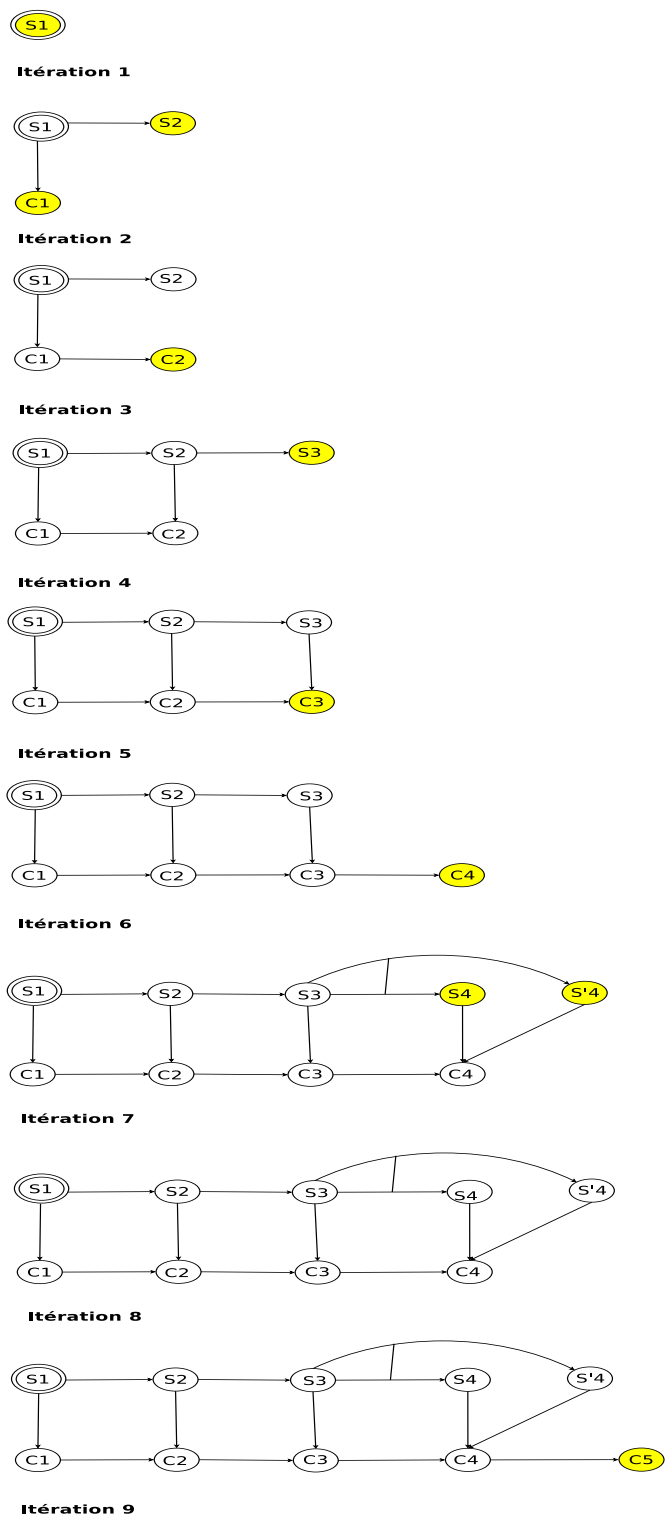 S1
Itération 1
S1 S2
C1
Itération 2
S1 S2
C1 C2
Itération 3
S1 S2 S3
C1 C2
Itération 4
S1 S2 S3
C1 C2 C3
Itération 5
S1 S2 S3
C1 C2 C3 C4
Itération 6
S1 S2 S3 S4 S'4
C1 C2 C3 C4
Itération 7
S1 S2 S3 S4 S'4
C1 C2 C3 C4
Itération 8
S1 S2 S3 S4 S'4
C1 C2 C3 C4 C5
Itération 9